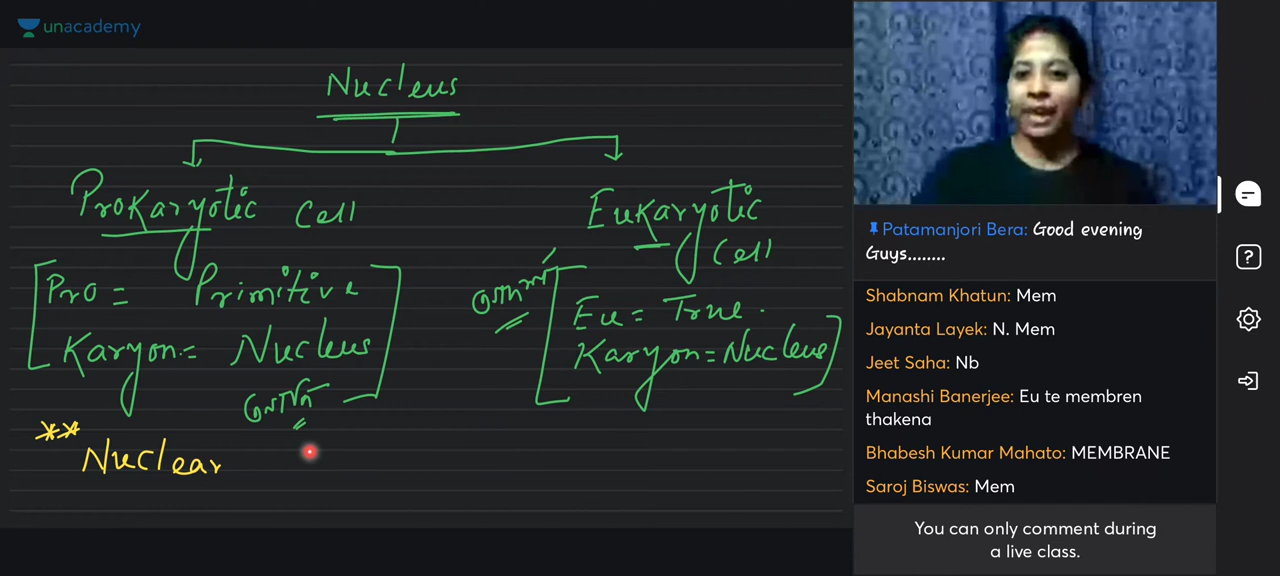 unacademy
Nucleus
Prokaryotic Cell
Eukaryotic
Cell
Pro = Primitive
Karyon = Nucleus
Eu = True.
Karyon = Nucleus
** Nuclear
Patamanjori Bera: Good evening
Guys........
Shabnam Khatun: Mem
Jayanta Layek: N. Mem
Jeet Saha: Nb
Manashi Banerjee: Eu te membren
thakena
Bhabesh Kumar Mahato: MEMBRANE
Saroj Biswas: Mem
You can only comment during
a live class.